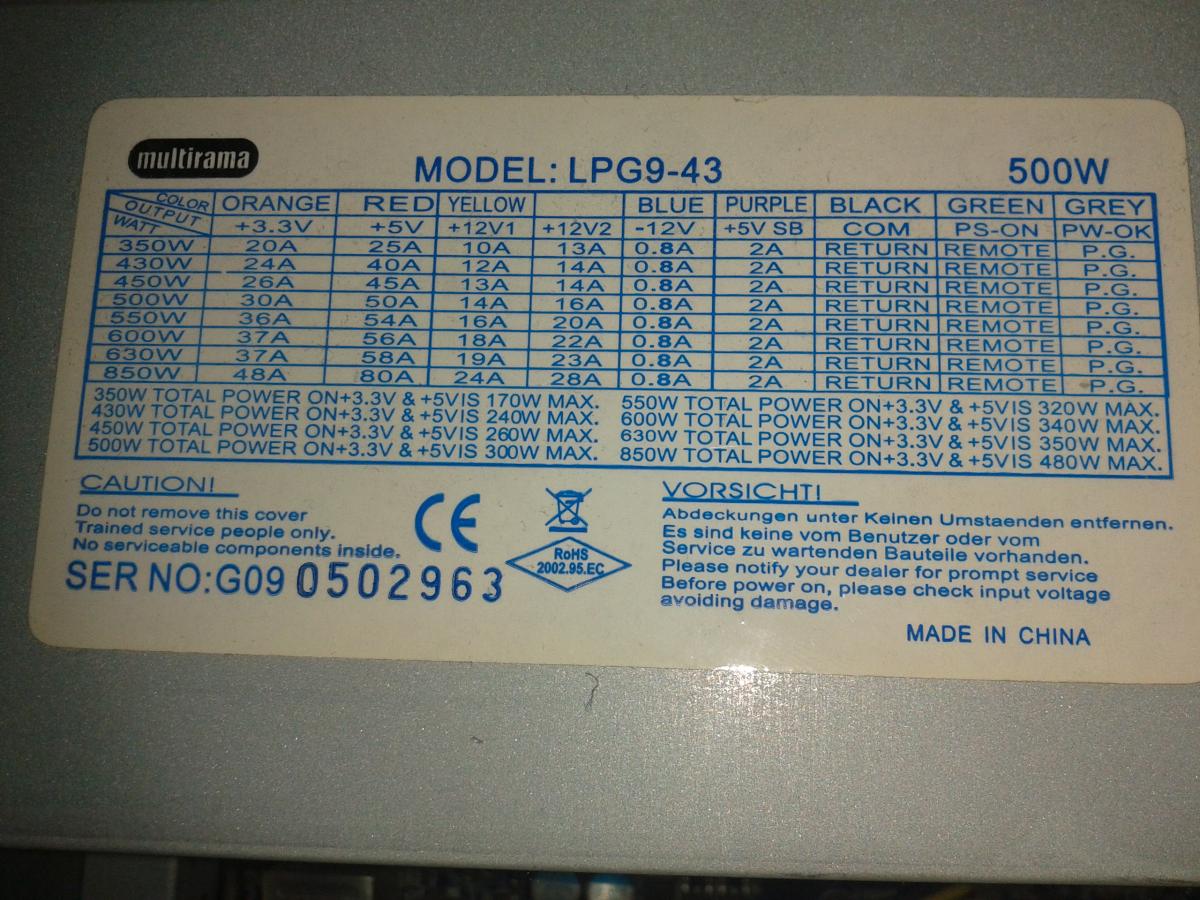 multirama
MODEL: LPG9-43 500W
COLOR ORANGE RED YELLOW BLUE PURPLE BLACK GREEN GREY
OUTPUT
WATT +3.3V +5V +12V1 +12V2 -12V +5V SB COM PS-ON PW-OK
350W 20A 25A 10A 13A 0.8A 2A RETURN REMOTE P.G.
430W 24A 40A 12A 14A 0.8A 2A RETURN REMOTE P.G.
450W 26A 45A 13A 14A 0.8A 2A RETURN REMOTE P.G.
500W 30A 50A 14A 16A 0.8A 2A RETURN REMOTE P.G.
550W 36A 54A 16A 20A 0.8A 2A RETURN REMOTE P.G.
600W 37A 56A 18A 22A 0.8A 2A RETURN REMOTE P.G.
630W 37A 58A 19A 23A 0.8A 2A RETURN REMOTE P.G.
850W 48A 80A 24A 28A 0.8A 2A RETURN REMOTE P.G.
350W TOTAL POWER ON+3.3V & +5VIS 170W MAX.
430W TOTAL POWER ON+3.3V & +5VIS 240W MAX.
450W TOTAL POWER ON+3.3V & +5VIS 260W MAX.
500W TOTAL POWER ON+3.3V & +5VIS 300W MAX.
550W TOTAL POWER ON+3.3V & +5VIS 320W MAX.
600W TOTAL POWER ON+3.3V & +5VIS 340W MAX.
630W TOTAL POWER ON+3.3V & +5VIS 350W MAX.
850W TOTAL POWER ON+3.3V & +5VIS 480W MAX.
CAUTION!
Do not remove this cover
Trained service people only.
No serviceable components inside.
CE
RoHS
2002.95.EC
SER NO:G09 0502963
VORSICHT!
Abdeckungen unter Keinen Umstaenden entfernen.
Es sind keine vom Benutzer oder vom
Service zu wartenden Bauteile vorhanden.
Please notify your dealer for prompt service
Before power on, please check input voltage
avoiding damage.
MADE IN CHINA